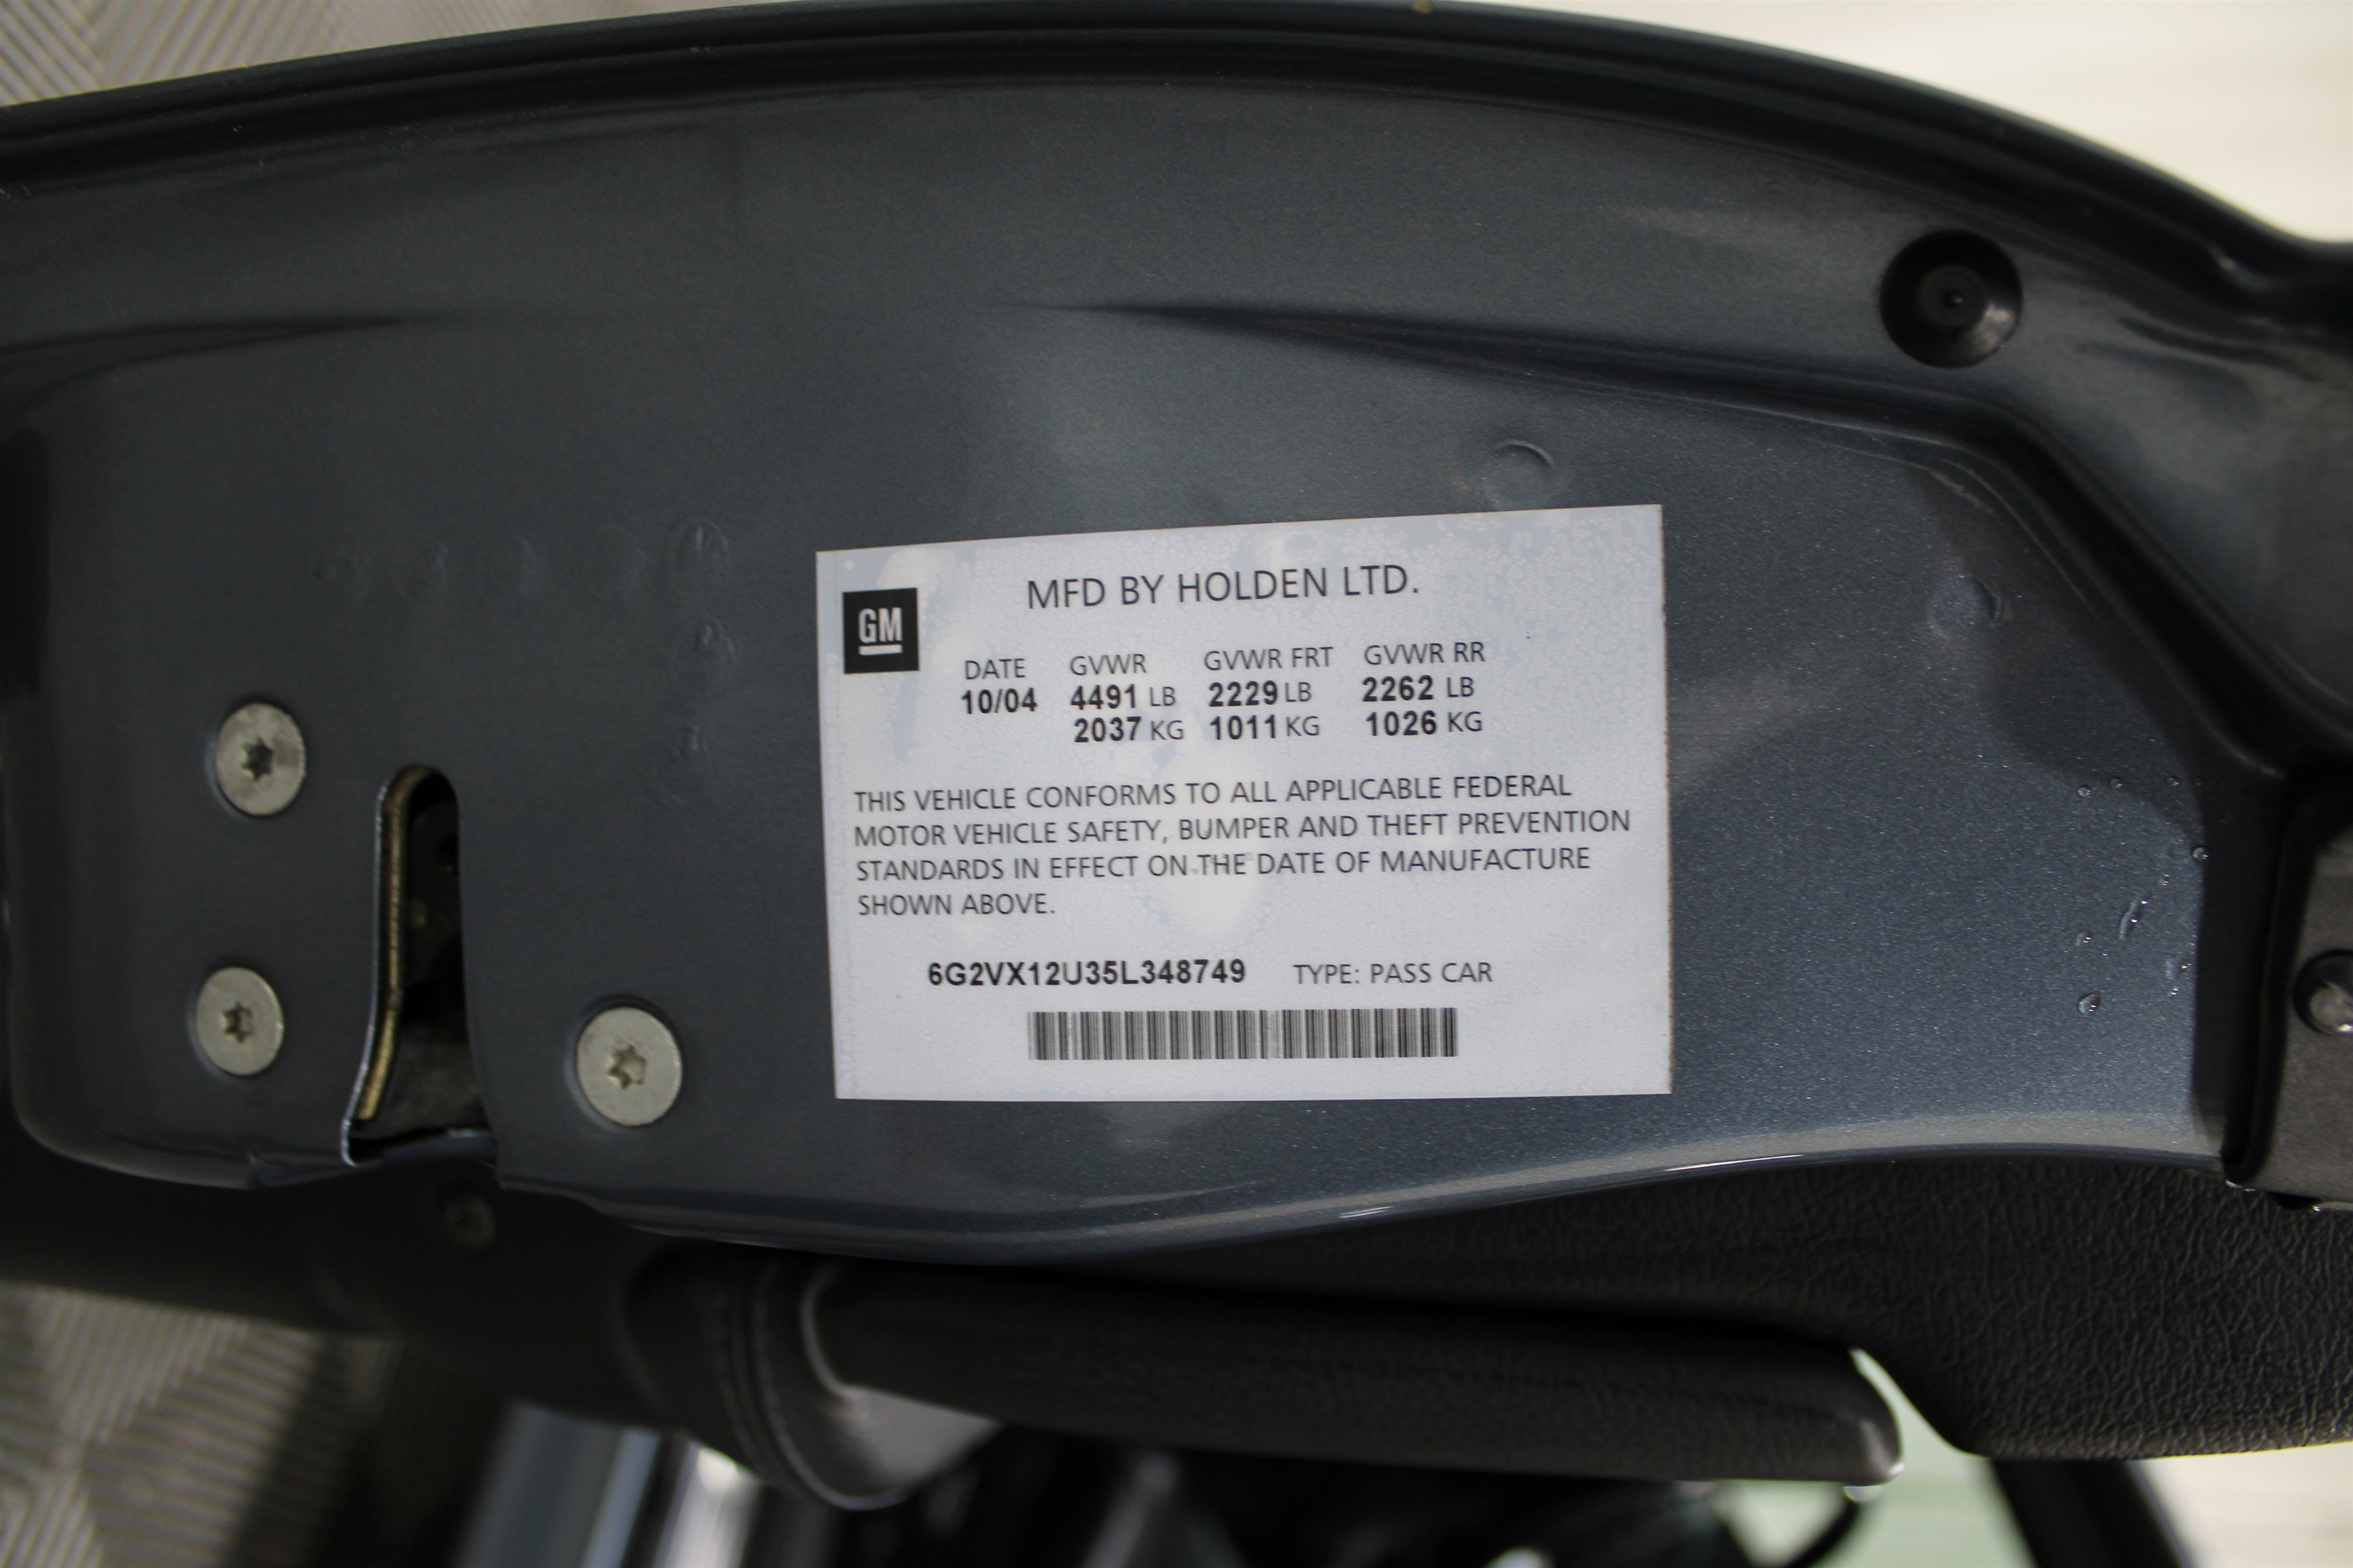 MFD BY HOLDEN LTD.
GM
DATE GVWR GVWR FRT GVWR RR
10/04 4491 LB 2229 LB 2262 LB
2037 KG 1011 KG 1026 KG
THIS VEHICLE CONFORMS TO ALL APPLICABLE FEDERAL
MOTOR VEHICLE SAFETY, BUMPER AND THEFT PREVENTION
STANDARDS IN EFFECT ON THE DATE OF MANUFACTURE
SHOWN ABOVE.
6G2VX12U35L348749 TYPE: PASS CAR